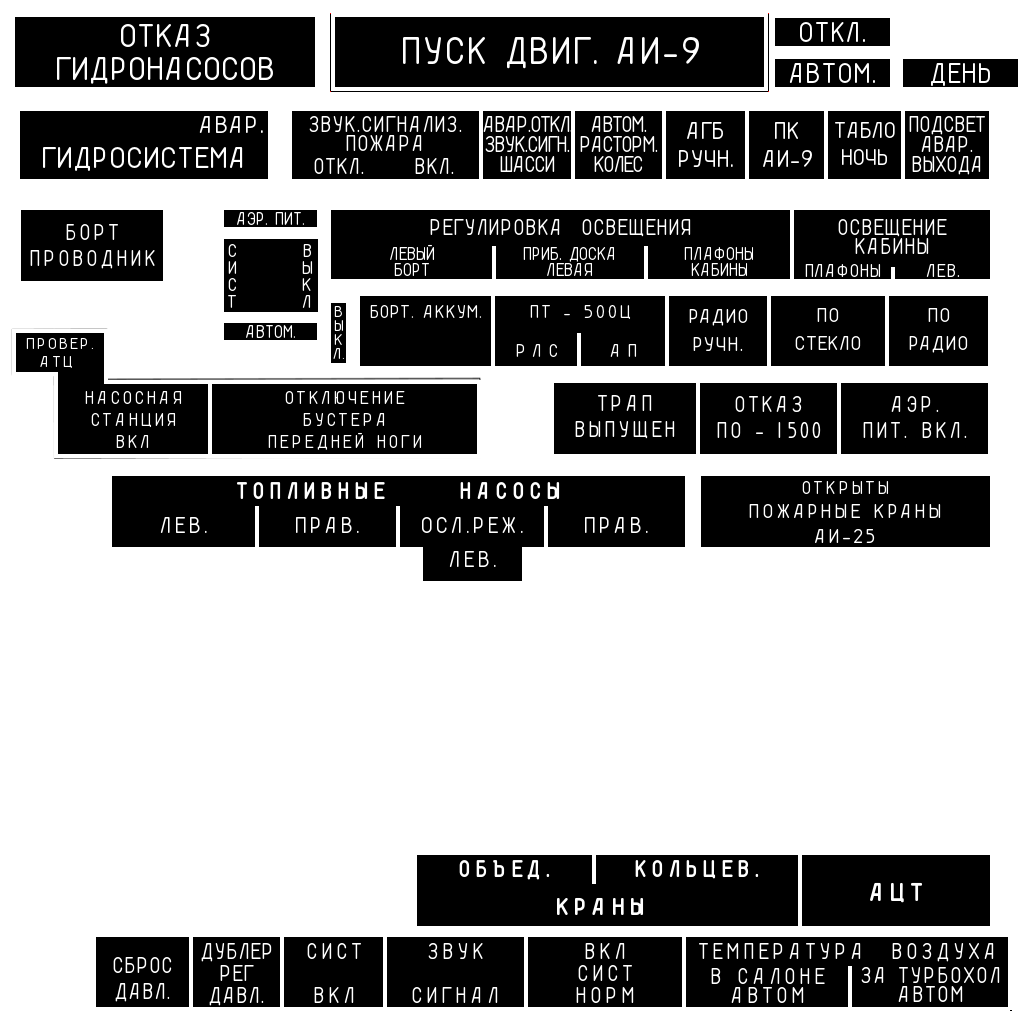 ОТКАЗ
ГИДРОНАСОСОВ
ПУСК ДВИГ. АИ-9
ОТКЛ.
АВТОМ.
ДЕНЬ
АВАР.
ГИДРОСИСТЕМА
ЗВУК.СИГНАЛИЗ.
ПОЖАРА
ОТКЛ. ВКЛ.
АВАР.ОТКЛ
ЗВУК.СИГН.
ШАССИ
АВТОМ.
РАСТОРМ.
КОЛЕС
АГБ
РУЧН.
ПК
АИ-9
ТАБЛО
НОЧЬ
ПОДСВЕТ
АВАР.
ВЫХОДА
БОРТ
ПРОВОДНИК
АЭР. ПИТ.
СИСТ
ВЫКЛ
АВТОМ.
РЕГУЛИРОВКА ОСВЕЩЕНИЯ
ЛЕВЫЙ
БОРТ
ПРИБ. ДОСКА
ЛЕВАЯ
ПЛАФОНЫ
КАБИНЫ
ОСВЕЩЕНИЕ
КАБИНЫ
ПЛАФОНЫ ЛЕВ.
ВЫКЛ.
БОРТ. АККУМ.
ПТ - 500Ц
РЛС АП
РАДИО
РУЧН.
ПО
СТЕКЛО
ПО
РАДИО
ПРОВЕР.
АТЦ
НАСОСНАЯ
СТАНЦИЯ
ВКЛ
ОТКЛЮЧЕНИЕ
БУСТЕРА
ПЕРЕДНЕЙ НОГИ
ТРАП
ВЫПУЩЕН
ОТКАЗ
ПО - 1500
АЭР.
ПИТ. ВКЛ.
ТОПЛИВНЫЕ НАСОСЫ
ЛЕВ. ПРАВ. ОСЛ.РЕЖ. ПРАВ.
ЛЕВ.
ОТКРЫТЫ
ПОЖАРНЫЕ КРАНЫ
АИ-25
ОБЪЕД. КОЛЬЦЕВ.
КРАНЫ
АЦТ
СБРОС
ДАВЛ.
ДУБЛЕР
РЕГ
ДАВЛ.
СИСТ
ВКЛ
ЗВУК
СИГНАЛ
ВКЛ
СИСТ
НОРМ
ТЕМПЕРАТУРА ВОЗДУХА
В САЛОНЕ
АВТОМ
ЗА ТУРБОХОЛ
АВТОМ